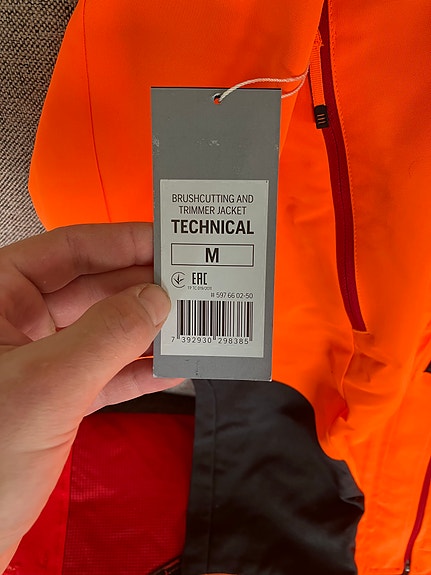 BRUSHCUTTING AND
TRIMMER JACKET
TECHNICAL
M
EAC
# 597 66 02-50
7 392930 298385